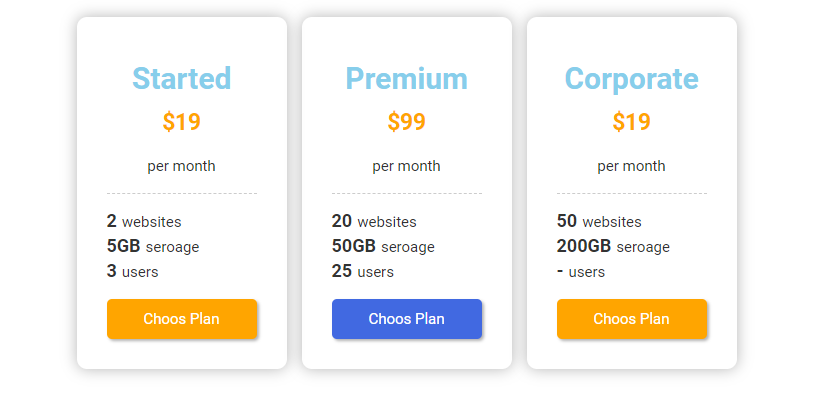 Started
$19
per month
2 websites
5GB seroage
3 users
Choos Plan
Premium
$99
per month
20 websites
50GB seroage
25 users
Choos Plan
Corporate
$19
per month
50 websites
200GB seroage
- users
Choos Plan